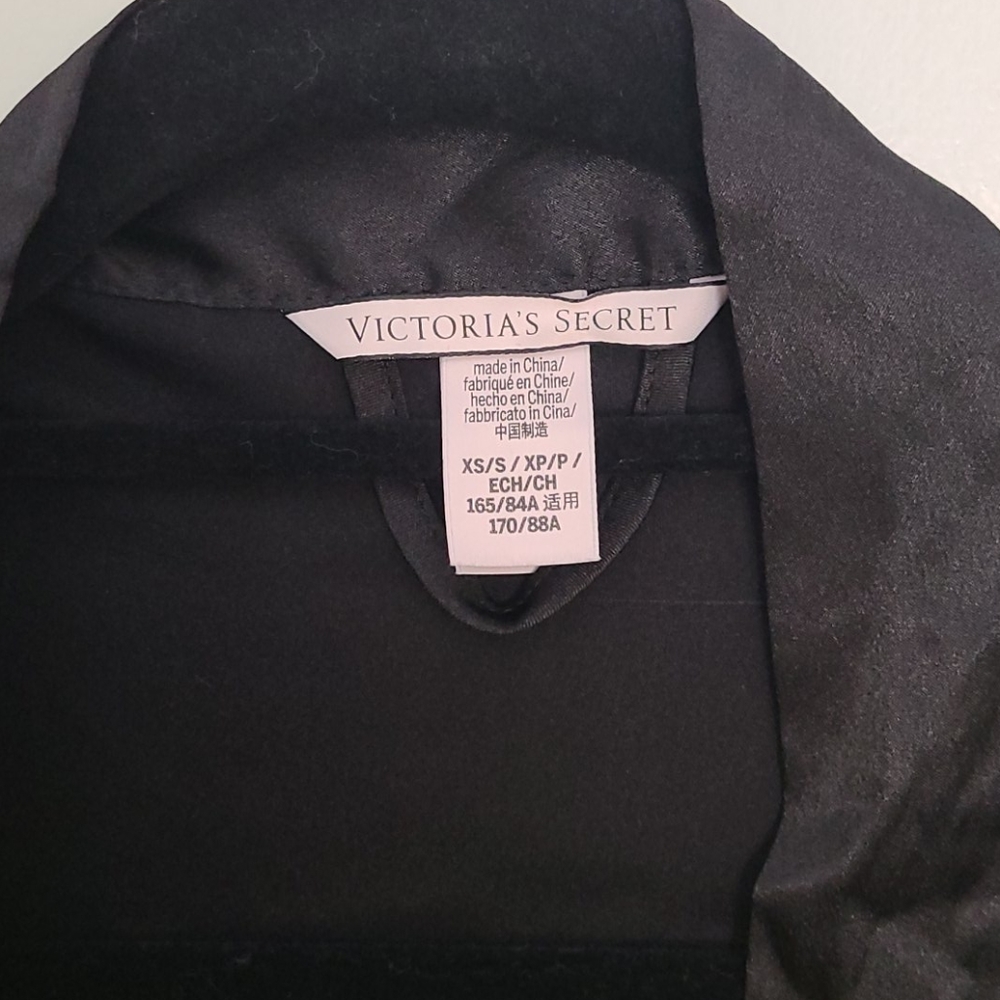 VICTORIA'S SECRET
made in China/
fabriqué en Chine/
hecho en China/
fabbricato in Cina/
中国制造
XS/S / XP/P /
ECH/CH
165/84A 适用
170/88A